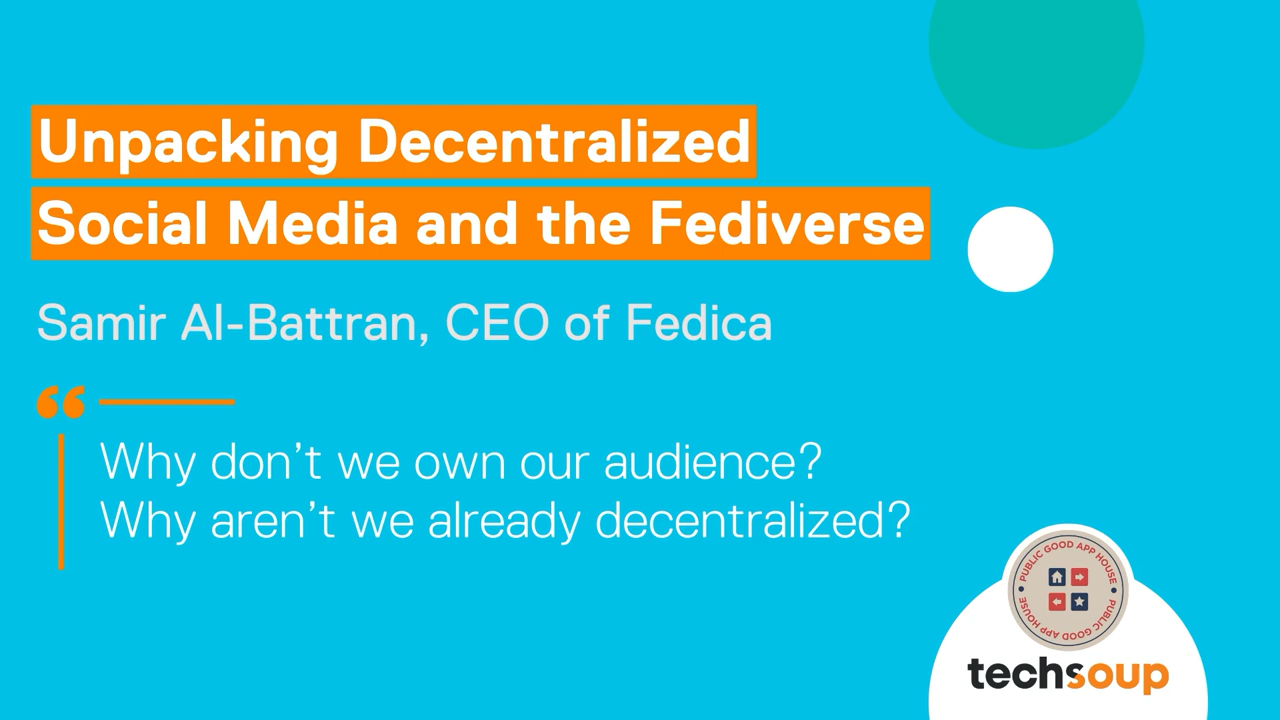 Unpacking Decentralized
Social Media and the Fediverse
Samir Al-Battran, CEO of Fedica
“
Why don’t we own our audience?
Why aren’t we already decentralized?
PUBLIC GOOD APP HOUSE
PUBLIC GOOD APP HOUSE
techsoup